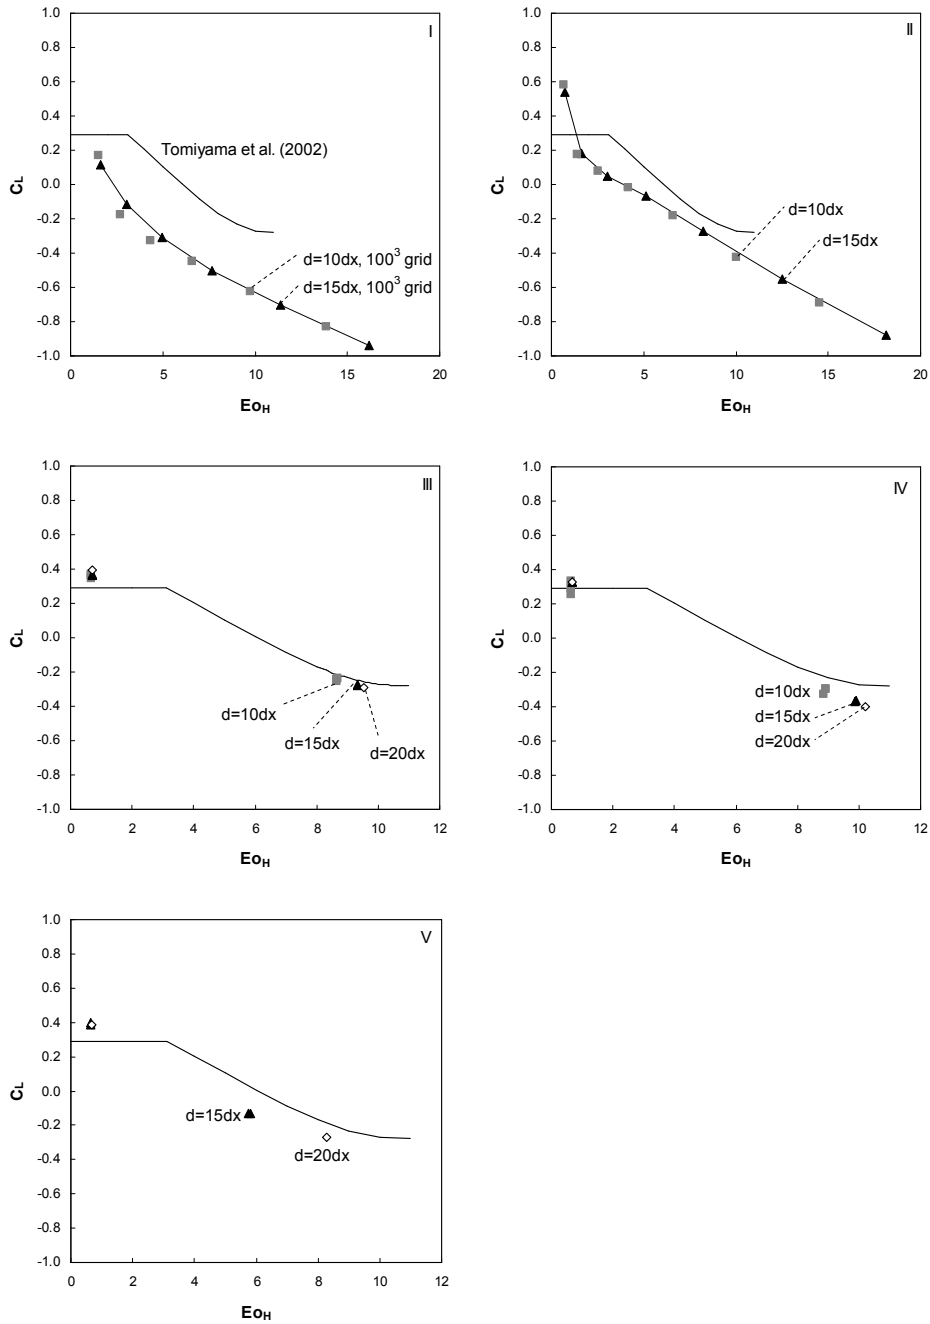 I
1.0
0.8
0.6
0.4
0.2
0.0
-0.2
-0.4
-0.6
-0.8
-1.0
CL
Tomiyama et al. (2002)
d=10dx, 100³ grid
d=15dx, 100³ grid
0 5 10 15 20
EoH
II
1.0
0.8
0.6
0.4
0.2
0.0
-0.2
-0.4
-0.6
-0.8
-1.0
CL
d=10dx
d=15dx
0 5 10 15 20
EoH
III
1.0
0.8
0.6
0.4
0.2
0.0
-0.2
-0.4
-0.6
-0.8
-1.0
CL
d=10dx
d=15dx
d=20dx
0 2 4 6 8 10 12
EoH
IV
1.0
0.8
0.6
0.4
0.2
0.0
-0.2
-0.4
-0.6
-0.8
-1.0
CL
d=10dx
d=15dx
d=20dx
0 2 4 6 8 10 12
EoH
V
1.0
0.8
0.6
0.4
0.2
0.0
-0.2
-0.4
-0.6
-0.8
-1.0
CL
d=15dx
d=20dx
0 2 4 6 8 10 12
EoH